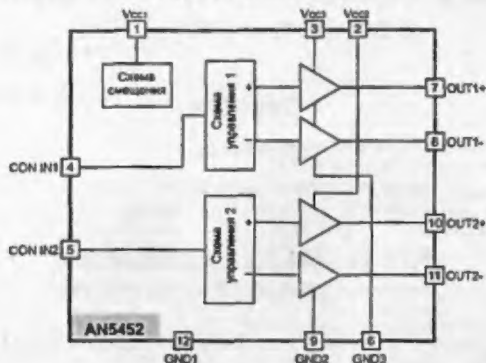 Vcc1 Vcc3 Vcc2
1 3 2
Схема
смещения
Схема
управления 1
+
-
7 OUT1+
8 OUT1-
CON IN1
4
Схема
управления 2
+
-
10 OUT2+
CON IN2
5
11 OUT2-
AN5452
12 9 6
GND1 GND2 GND3